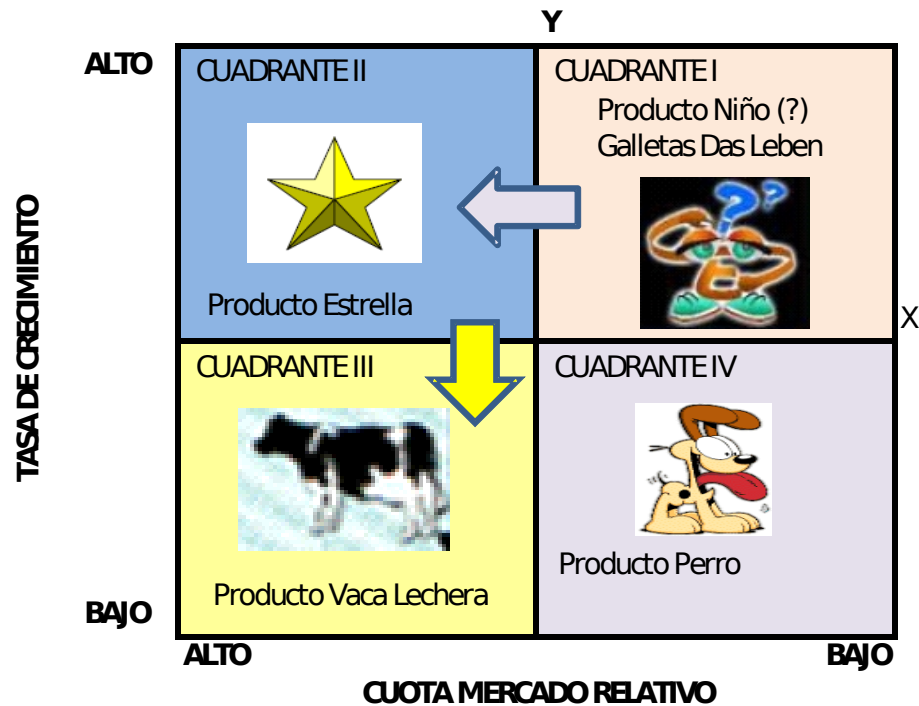 Y
ALTO
CUADRANTE II
CUADRANTE I
Producto Niño (?)
Galletas Das Leben
? ?
Producto Estrella
X
TASA DE CRECIMIENTO
CUADRANTE III
CUADRANTE IV
Producto Vaca Lechera
Producto Perro
BAJO
ALTO
BAJO
CUOTA MERCADO RELATIVO